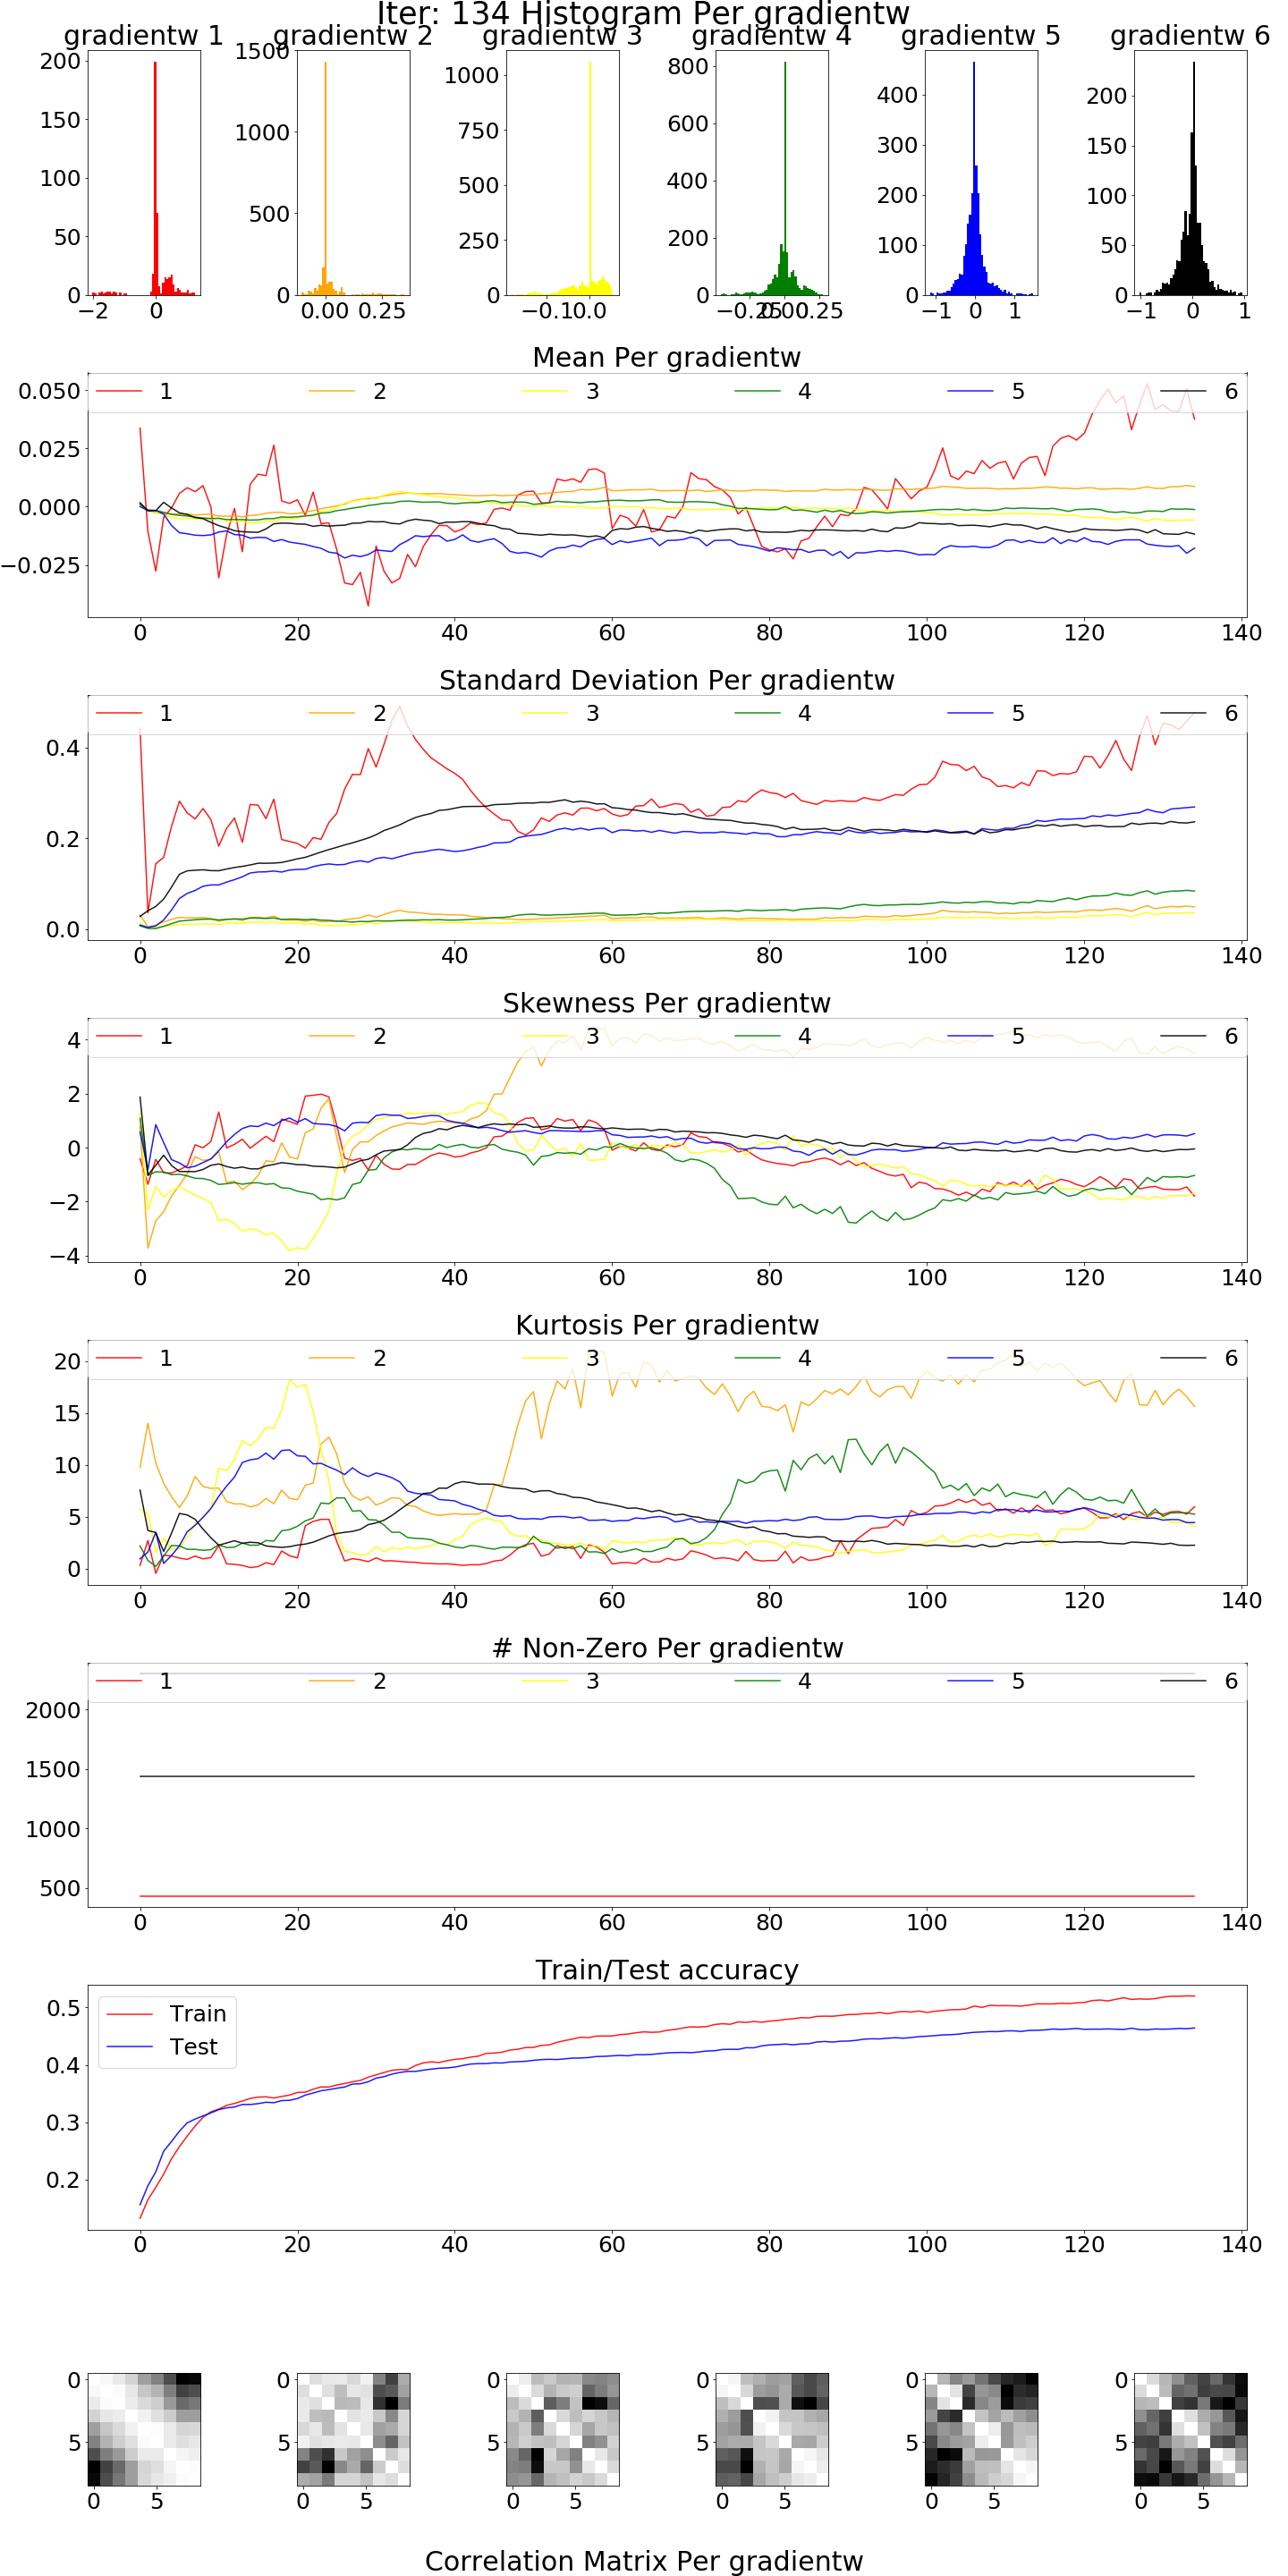 Iter: 134 Histogram Per gradientw
gradientw 1 gradientw 2 gradientw 3 gradientw 4 gradientw 5 gradientw 6
200 150 100 50 0
−2 0
1500 1000 500 0
0.00 0.25
1000 750 500 250 0
−0.1 0.0
800 600 400 200 0
−0.25 0.00 0.25
400 300 200 100 0
−1 0 1
200 150 100 50 0
−1 0 1
Mean Per gradientw
1 2 3 4 5 6
0.050
0.025
0.000
−0.025
0 20 40 60 80 100 120 140
Standard Deviation Per gradientw
1 2 3 4 5 6
0.4
0.2
0.0
0 20 40 60 80 100 120 140
Skewness Per gradientw
1 2 3 4 5 6
4
2
0
−2
−4
0 20 40 60 80 100 120 140
Kurtosis Per gradientw
1 2 3 4 5 6
20
15
10
5
0
0 20 40 60 80 100 120 140
# Non-Zero Per gradientw
1 2 3 4 5 6
2000
1500
1000
500
0 20 40 60 80 100 120 140
Train/Test accuracy
Train
Test
0.5
0.4
0.3
0.2
0 20 40 60 80 100 120 140
0 0 0 0 0 0
5 5 5 5 5 5
0 5 0 5 0 5 0 5 0 5 0 5
Correlation Matrix Per gradientw